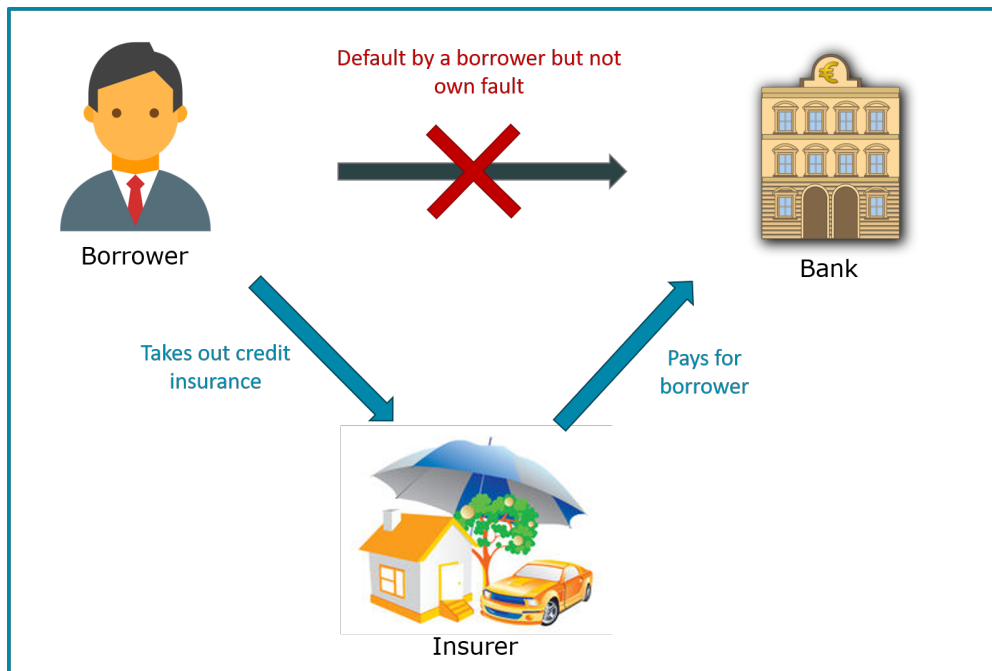 Default by a borrower but not
own fault
€
Borrower
Bank
Takes out credit
insurance
Pays for
borrower
Insurer